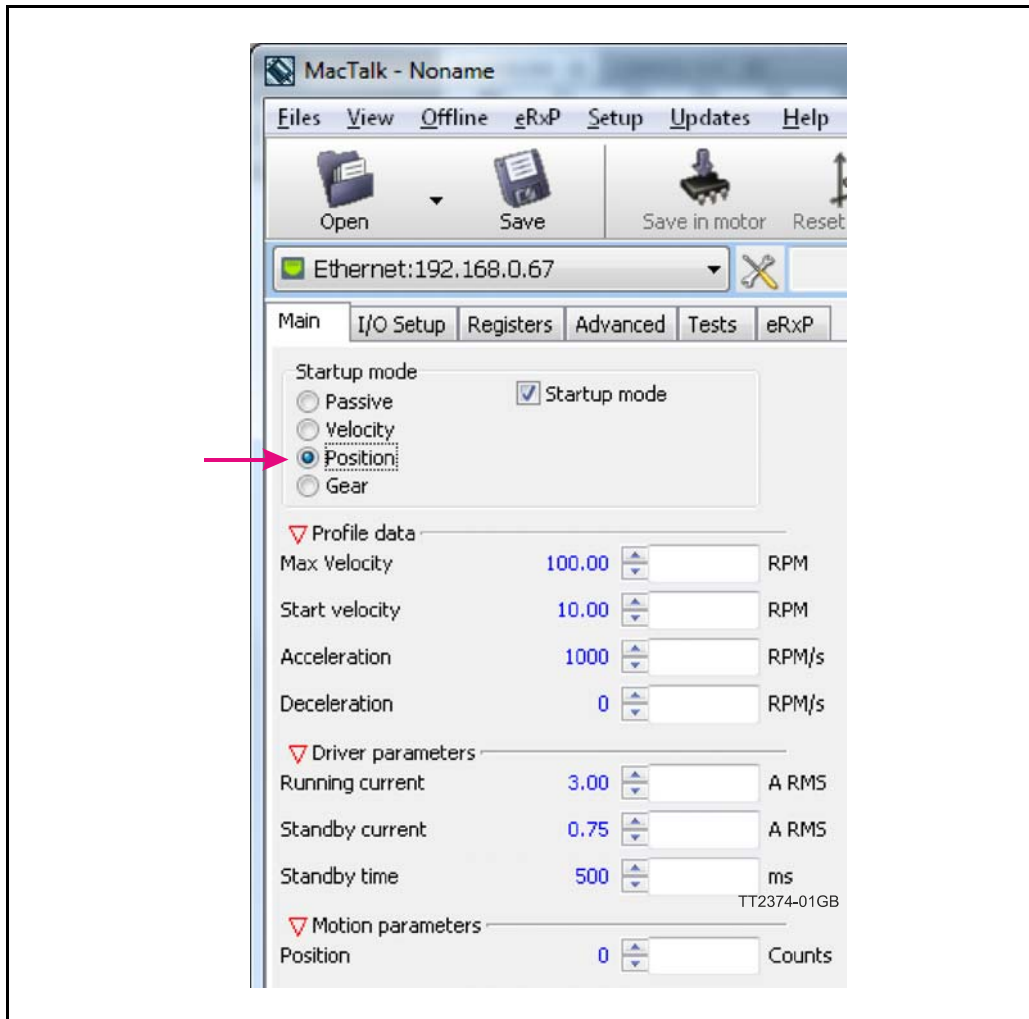 MacTalk - Noname
Files View Offline eRxP Setup Updates Help
Open Save Save in motor Reset
Ethernet:192.168.0.67
Main I/O Setup Registers Advanced Tests eRxP
Startup mode
Passive Startup mode
Velocity
Position
Gear
Profile data
Max Velocity 100.00 RPM
Start velocity 10.00 RPM
Acceleration 1000 RPM/s
Deceleration 0 RPM/s
Driver parameters
Running current 3.00 A RMS
Standby current 0.75 A RMS
Standby time 500 ms
TT2374-01GB
Motion parameters
Position 0 Counts